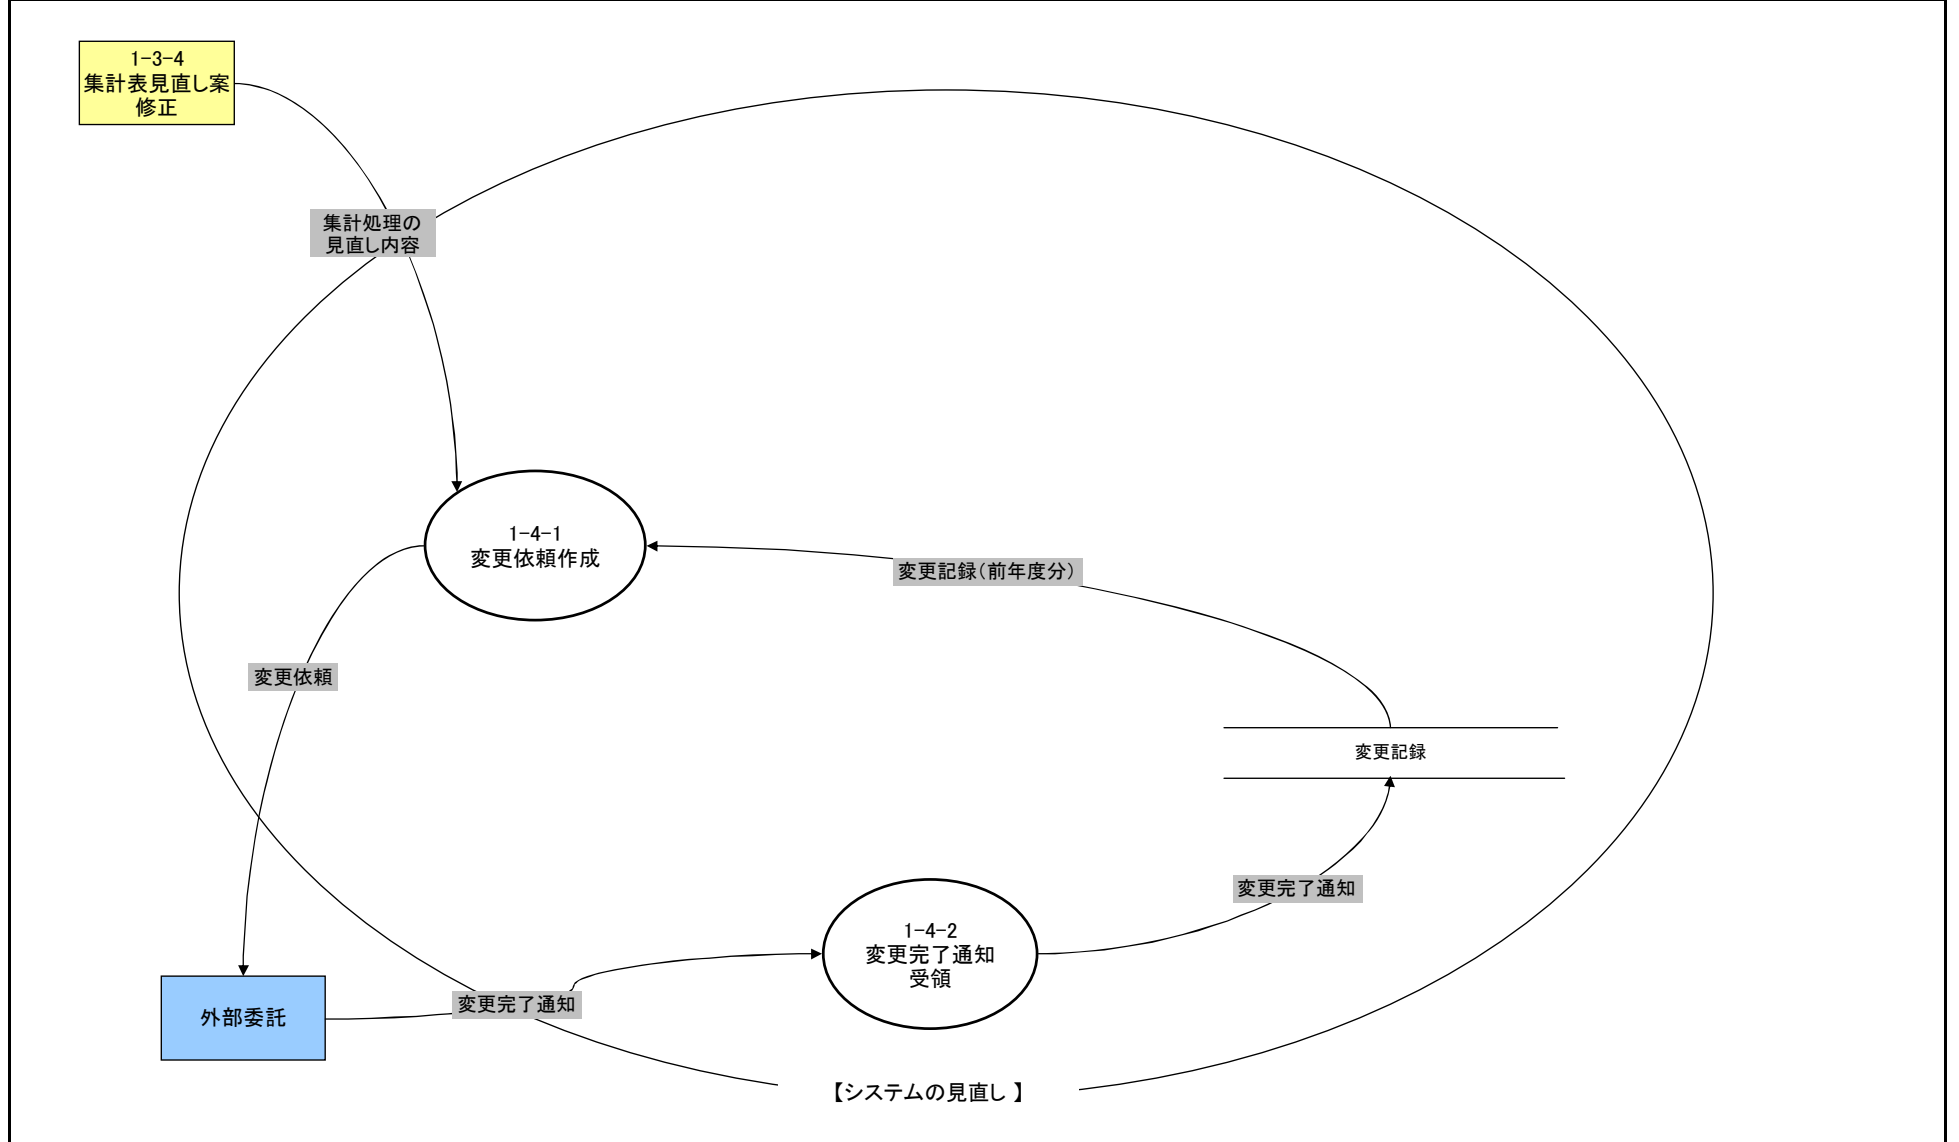 1-3-4
集計表見直し案
修正
集計処理の
見直し内容
1-4-1
変更依頼作成
変更記録（前年度分）
変更依頼
変更記録
変更完了通知
1-4-2
変更完了通知
受領
変更完了通知
外部委託
【システムの見直し 】